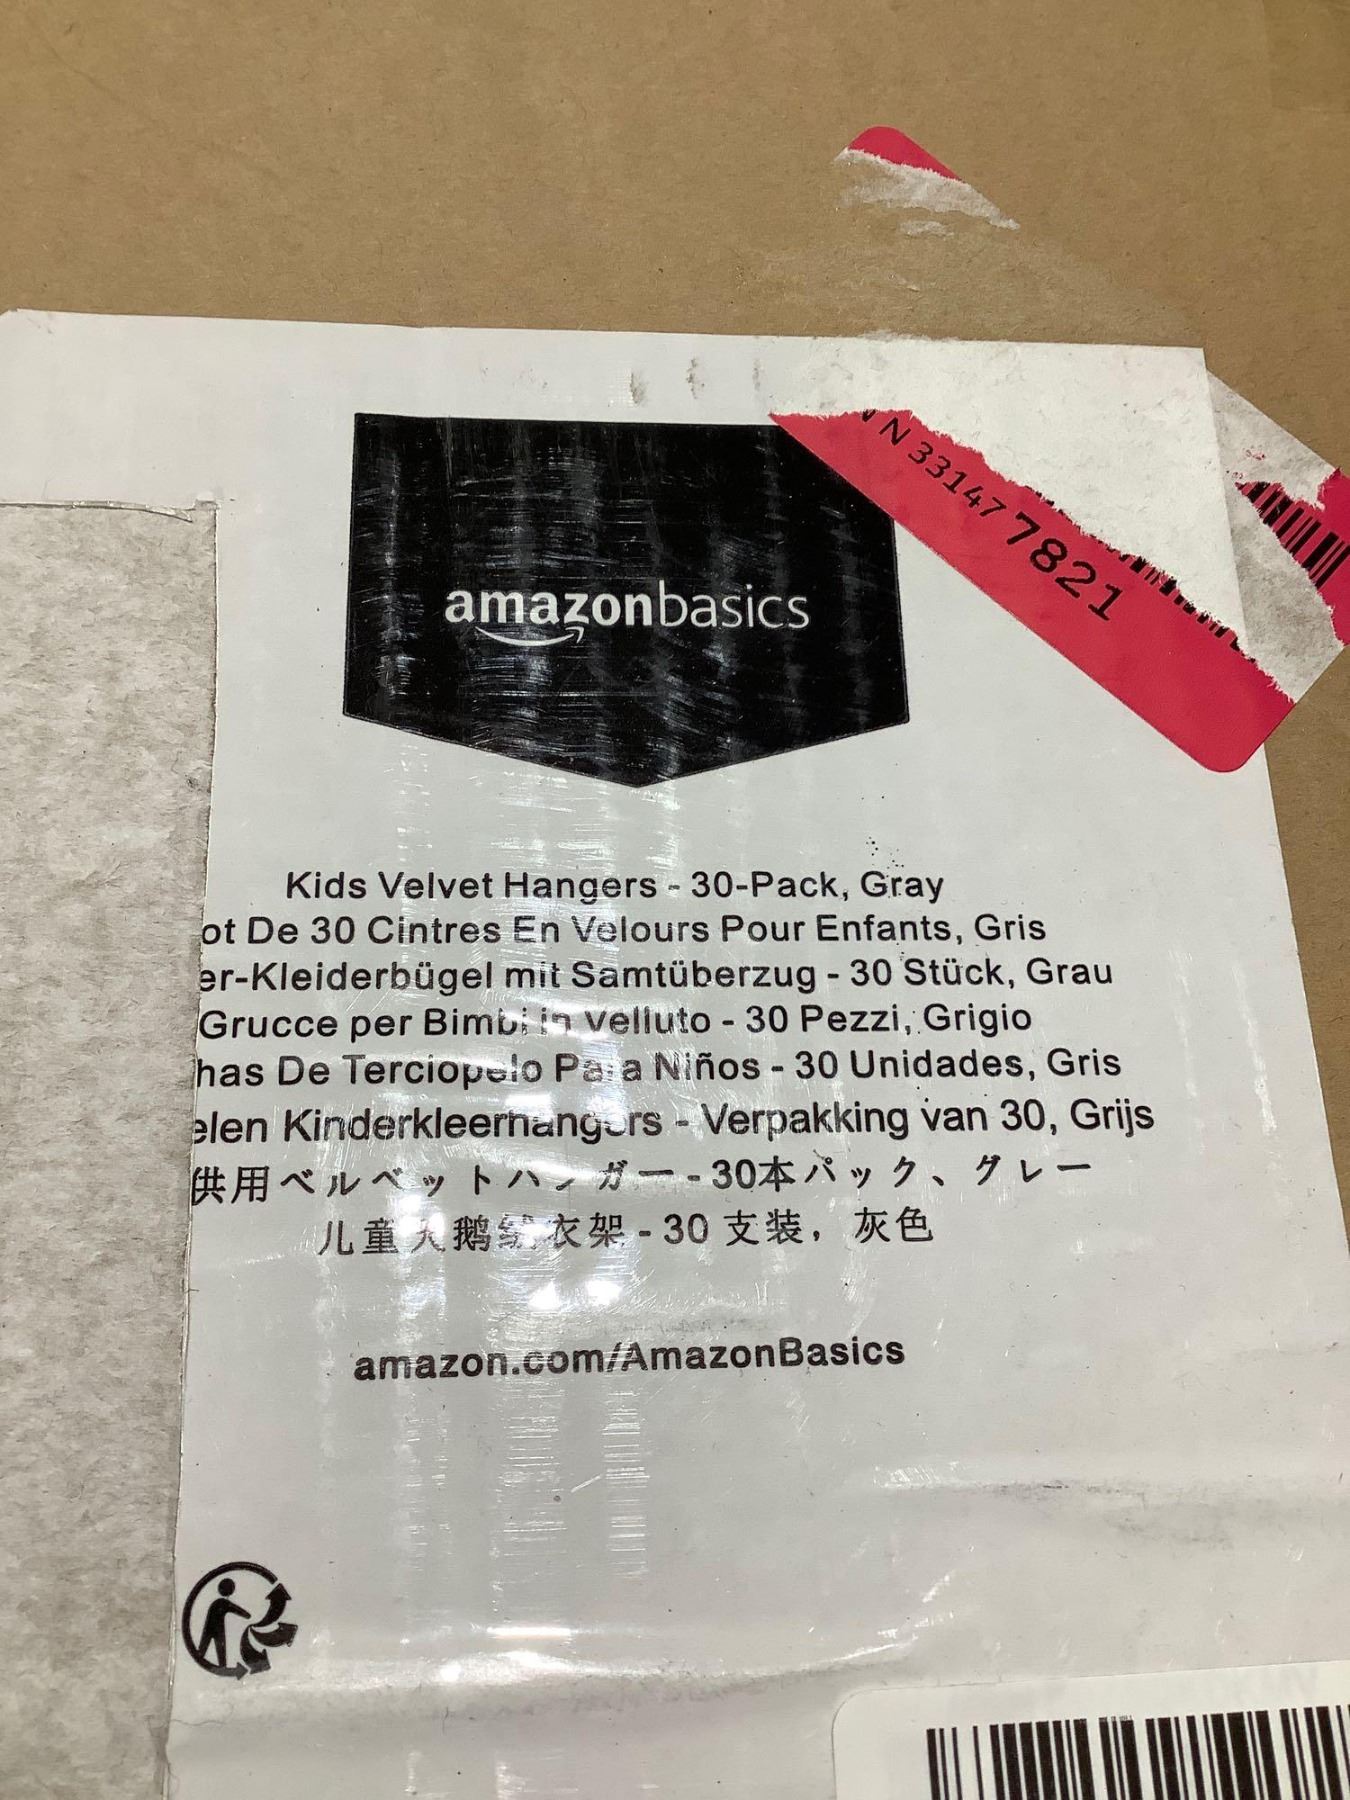 N 33147 7821
amazonbasics
Kids Velvet Hangers - 30-Pack, Gray
ot De 30 Cintres En Velours Pour Enfants, Gris
er-Kleiderbügel mit Samtüberzug - 30 Stück, Grau
Grucce per Bimbi in velluto - 30 Pezzi, Grigio
has De Terciopelo Para Niños - 30 Unidades, Gris
elen Kinderkleerhangers - Verpakking van 30, Grijs
供用ベルベットハンガー - 30本パック、グレー
儿童天鹅绒衣架 - 30 支装，灰色
amazon.com/AmazonBasics